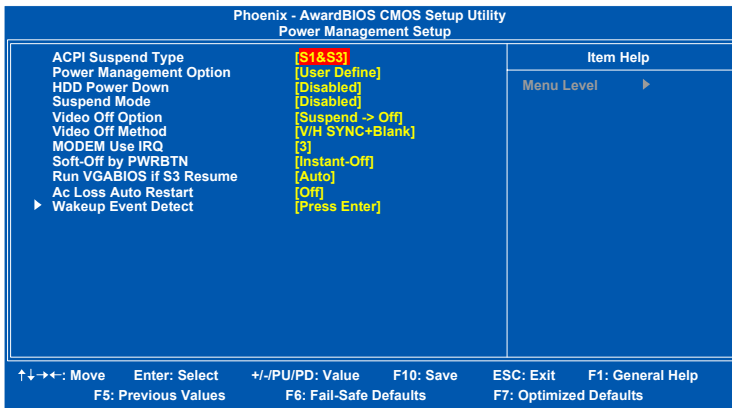 Phoenix - AwardBIOS CMOS Setup Utility
Power Management Setup
ACPI Suspend Type [S1&S3]
Power Management Option [User Define]
HDD Power Down [Disabled]
Suspend Mode [Disabled]
Video Off Option [Suspend -> Off]
Video Off Method [V/H SYNC+Blank]
MODEM Use IRQ [3]
Soft-Off by PWRBTN [Instant-Off]
Run VGABIOS if S3 Resume [Auto]
Ac Loss Auto Restart [Off]
Wakeup Event Detect [Press Enter]
Item Help
Menu Level
↑↓→←: Move Enter: Select +/-/PU/PD: Value F10: Save ESC: Exit F1: General Help
F5: Previous Values F6: Fail-Safe Defaults F7: Optimized Defaults